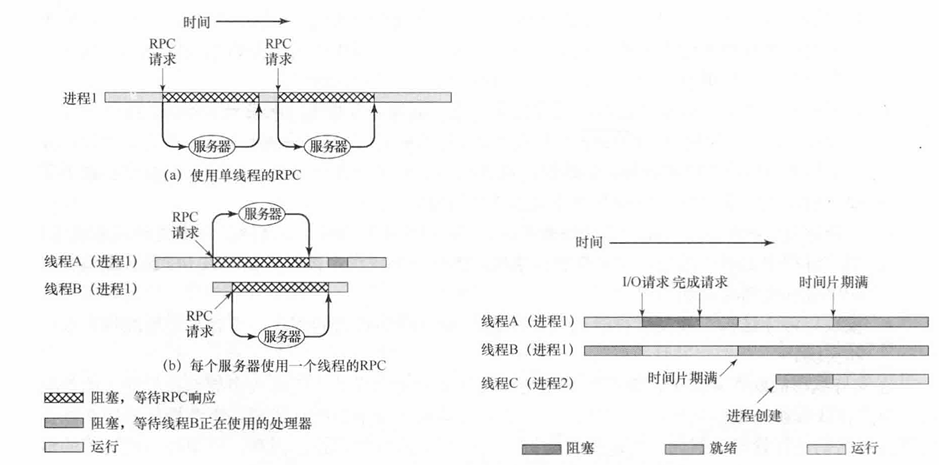 时间
RPC
请求
RPC
请求
进程1
服务器
服务器
(a) 使用单线程的RPC
RPC
请求
服务器
线程A（进程1）
线程B（进程1）
RPC
请求
服务器
(b) 每个服务器使用一个线程的RPC
阻塞，等待RPC响应
阻塞，等待线程B正在使用的处理器
运行
时间
I/O请求 完成请求 时间片期满
线程A（进程1）
线程B（进程1）
时间片期满
线程C（进程2）
进程创建
阻塞 就绪 运行